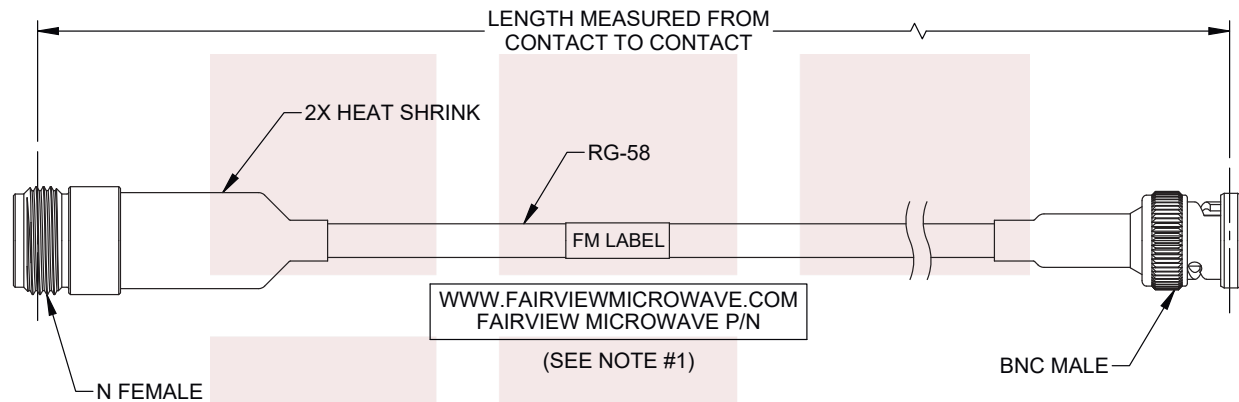 LENGTH MEASURED FROM
CONTACT TO CONTACT
2X HEAT SHRINK
RG-58
FM LABEL
WWW.FAIRVIEWMICROWAVE.COM
FAIRVIEW MICROWAVE P/N
(SEE NOTE #1)
BNC MALE
N FEMALE